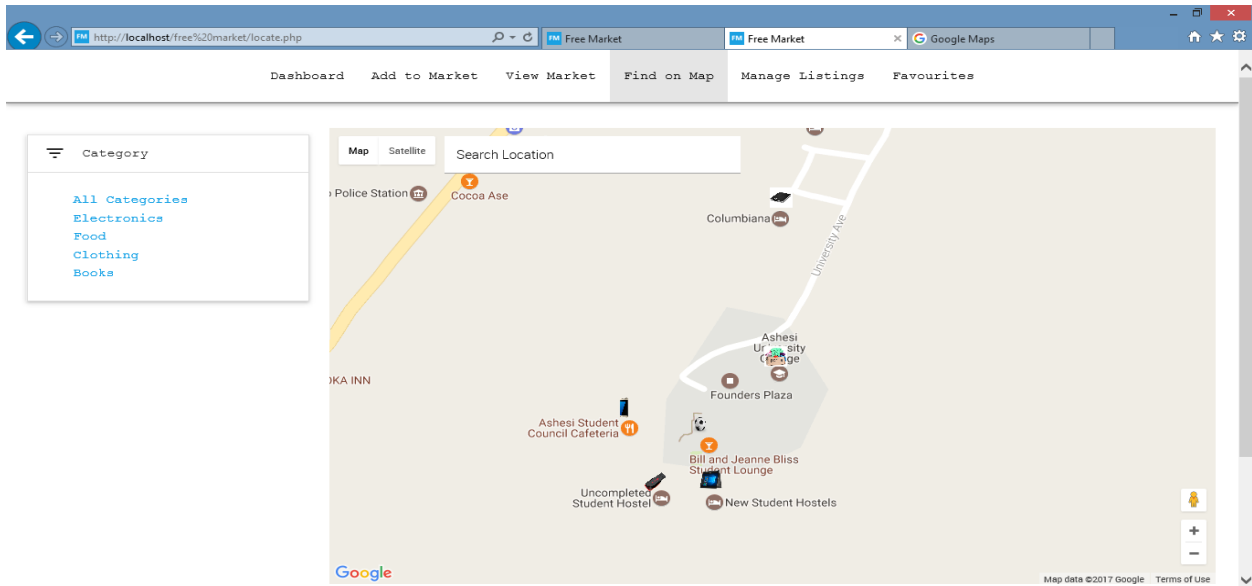 FM http://localhost/free%20market/locate.php
FM Free Market
FM Free Market
Google Maps
Dashboard Add to Market View Market Find on Map Manage Listings Favourites
Category
All Categories
Electronics
Food
Clothing
Books
Map Satellite
Search Location
Police Station
Cocoa Ase
Columbiana
University Ave
Ashesi
University
College
OKA INN
Founders Plaza
Ashesi Student
Council Cafeteria
Bill and Jeanne Bliss
Student Lounge
Uncompleted
Student Hostel
New Student Hostels
+
−
Google
Map data ©2017 Google Terms of Use